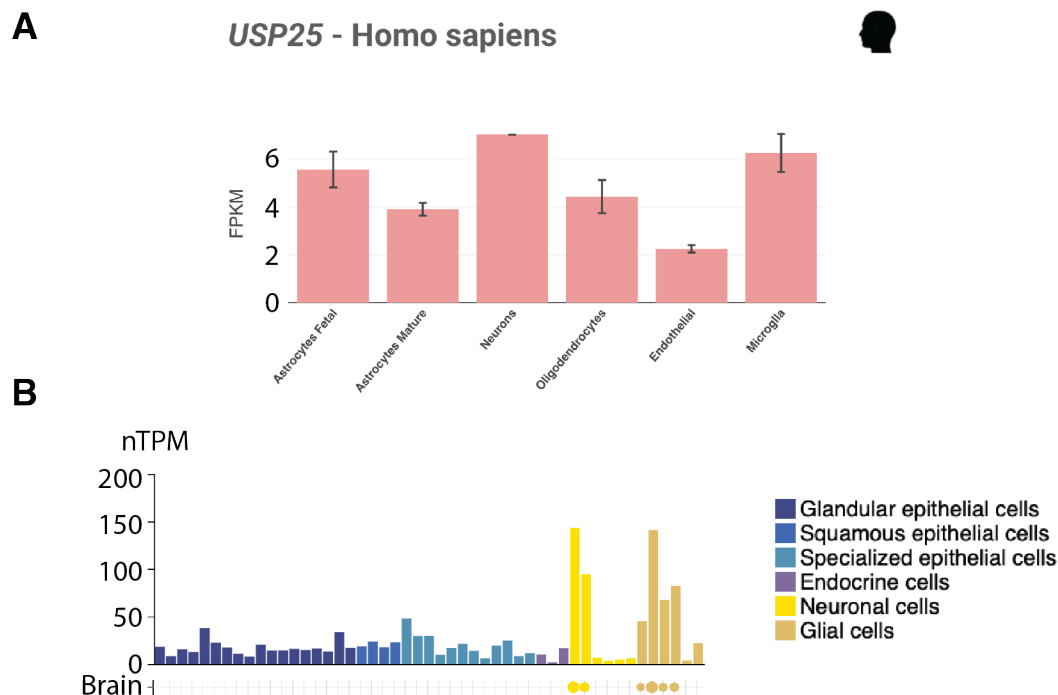 A
USP25 - Homo sapiens
6
4
2
0
FPKM
Astrocytes Fetal
Astrocytes Mature
Neurons
Oligodendrocytes
Endothelial
Microglia
B
nTPM
200
150
100
50
0
Brain
Glandular epithelial cells
Squamous epithelial cells
Specialized epithelial cells
Endocrine cells
Neuronal cells
Glial cells